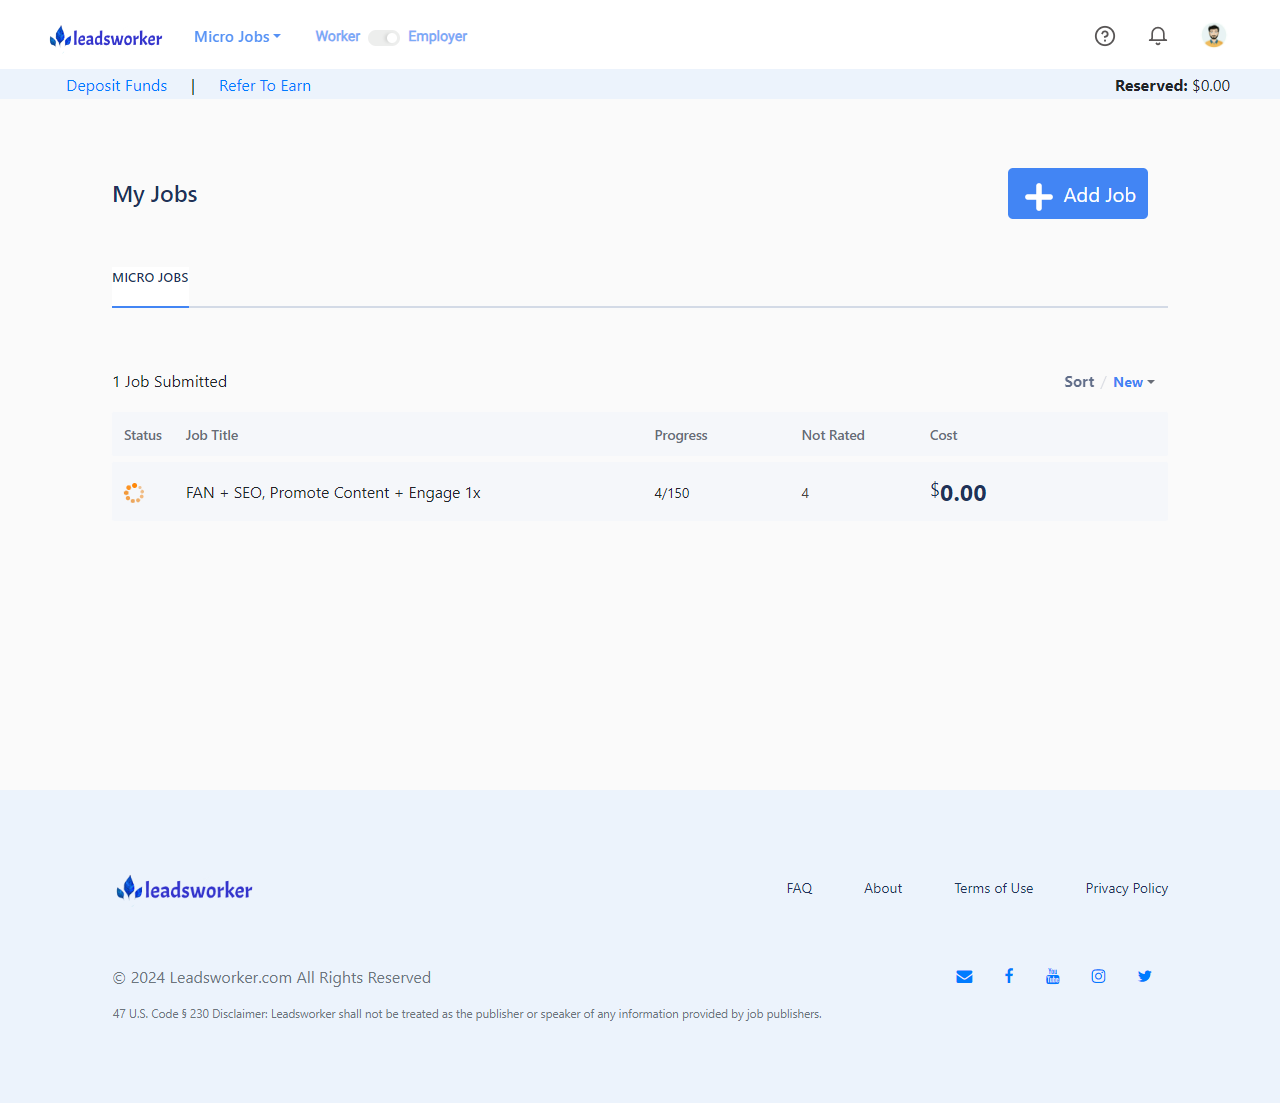 leadsworker Micro Jobs Worker Employer
Deposit Funds | Refer To Earn Reserved: $0.00
My Jobs Add Job
MICRO JOBS
1 Job Submitted Sort / New
Status Job Title Progress Not Rated Cost
FAN + SEO, Promote Content + Engage 1x 4/150 4 $0.00
leadsworker FAQ About Terms of Use Privacy Policy
© 2024 Leadsworker.com All Rights Reserved
47 U.S. Code § 230 Disclaimer: Leadsworker shall not be treated as the publisher or speaker of any information provided by job publishers.